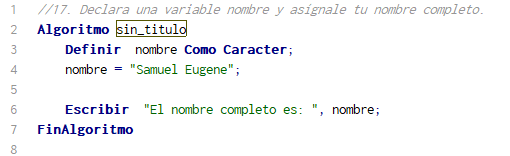 1 //17. Declara una variable nombre y asígnale tu nombre completo.
2 Algoritmo sin_titulo
3 Definir nombre Como Caracter;
4 nombre = "Samuel Eugene";
5
6 Escribir "El nombre completo es: ", nombre;
7 FinAlgoritmo
8